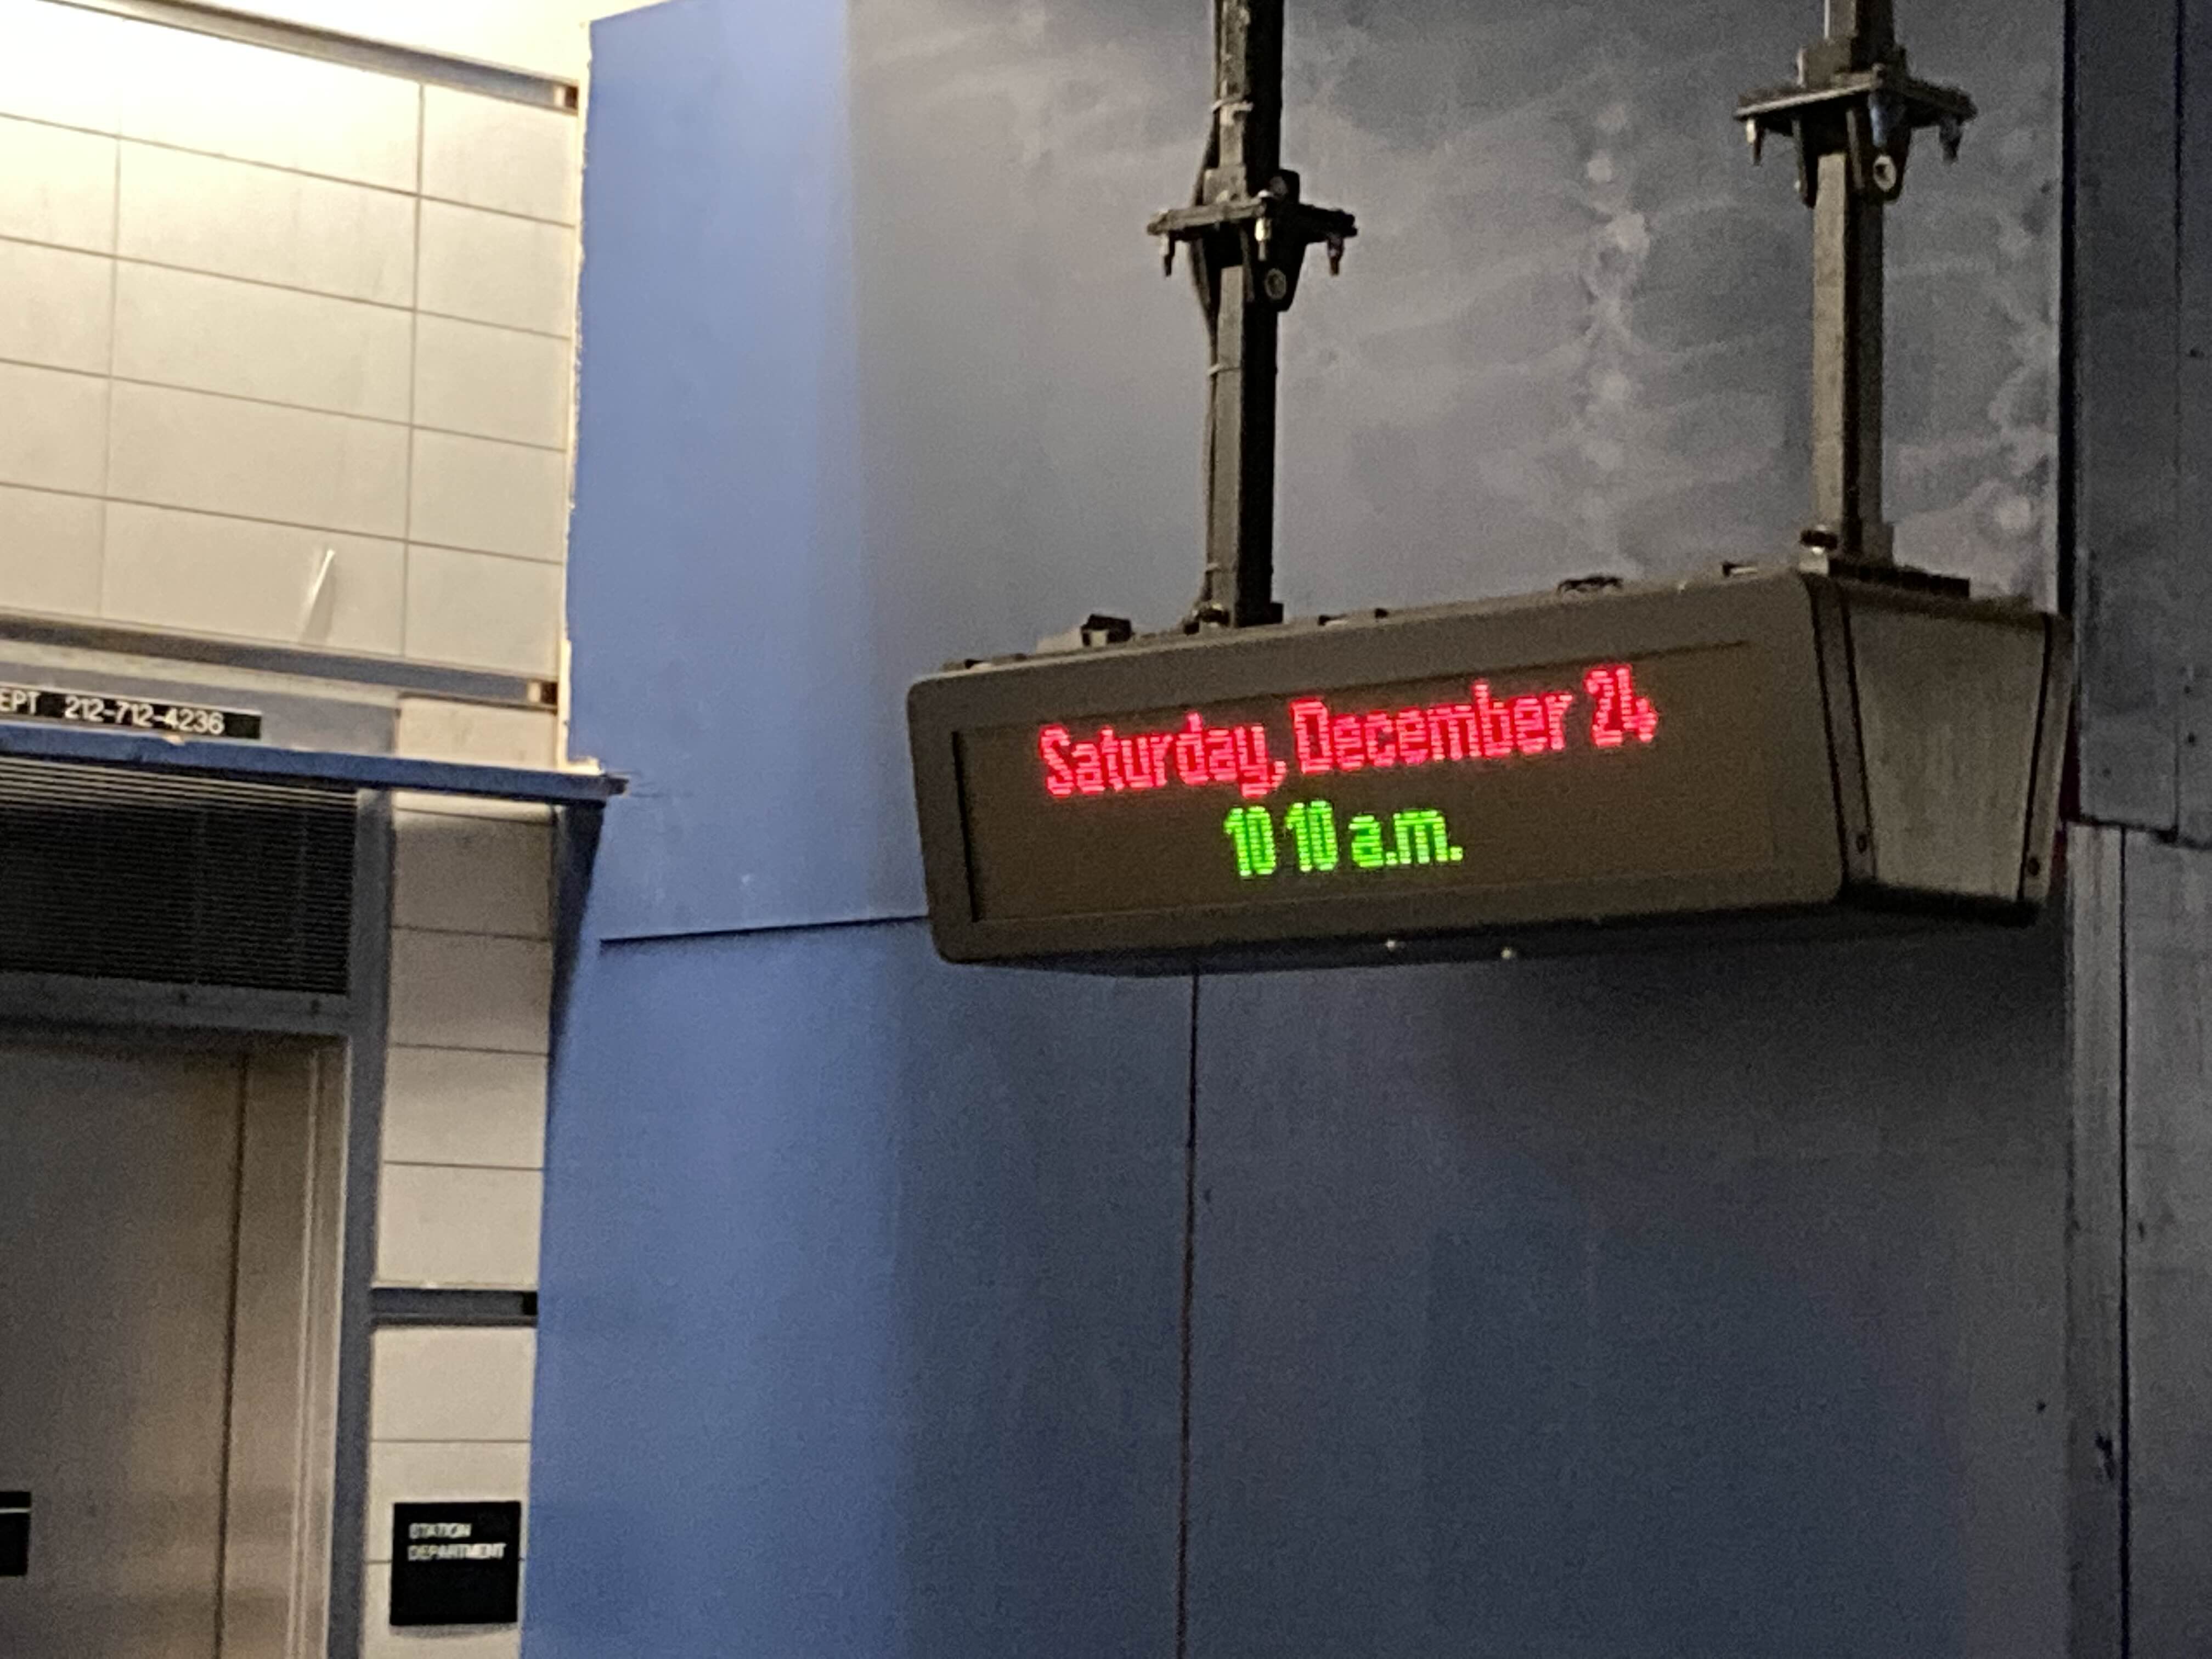 EPT 212-712-4236
Saturday, December 24
10 10 a.m.
STATION
DEPARTMENT